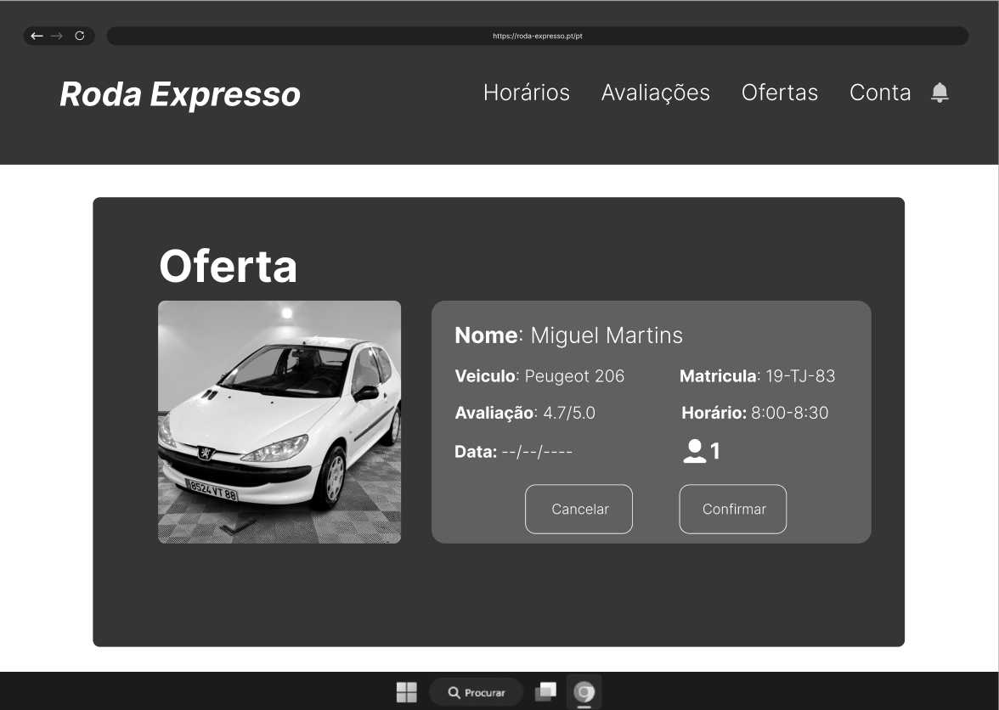 https://roda-expresso.pt/pt
Roda Expresso
Horários
Avaliações
Ofertas
Conta
Oferta
8524 VT 88
Nome: Miguel Martins
Veiculo: Peugeot 206
Matricula: 19-TJ-83
Avaliação: 4.7/5.0
Horário: 8:00-8:30
Data: --/--/----
1
Cancelar
Confirmar
Procurar